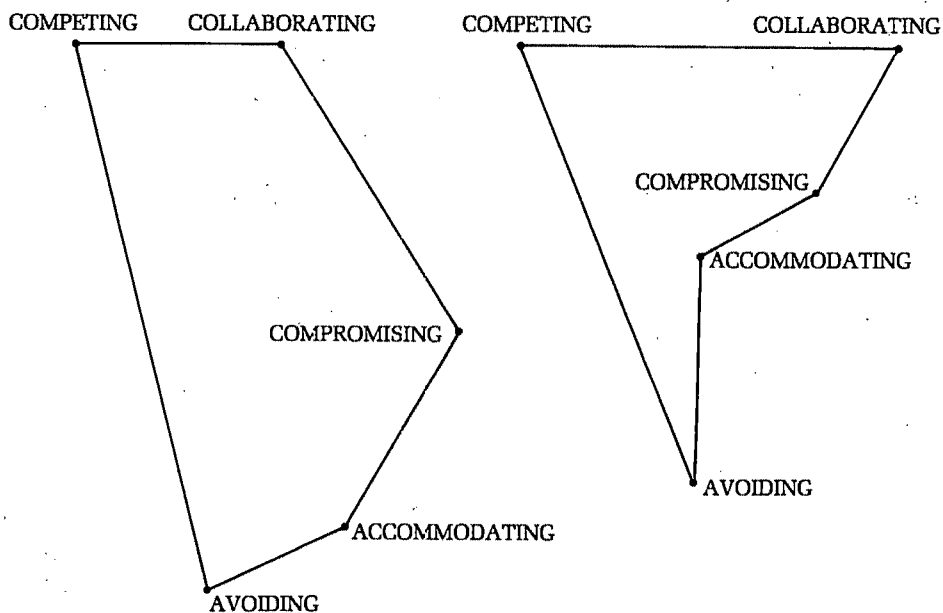 COMPETING COLLABORATING
COMPROMISING
ACCOMMODATING
AVOIDING
COMPETING COLLABORATING
COMPROMISING
ACCOMMODATING
AVOIDING